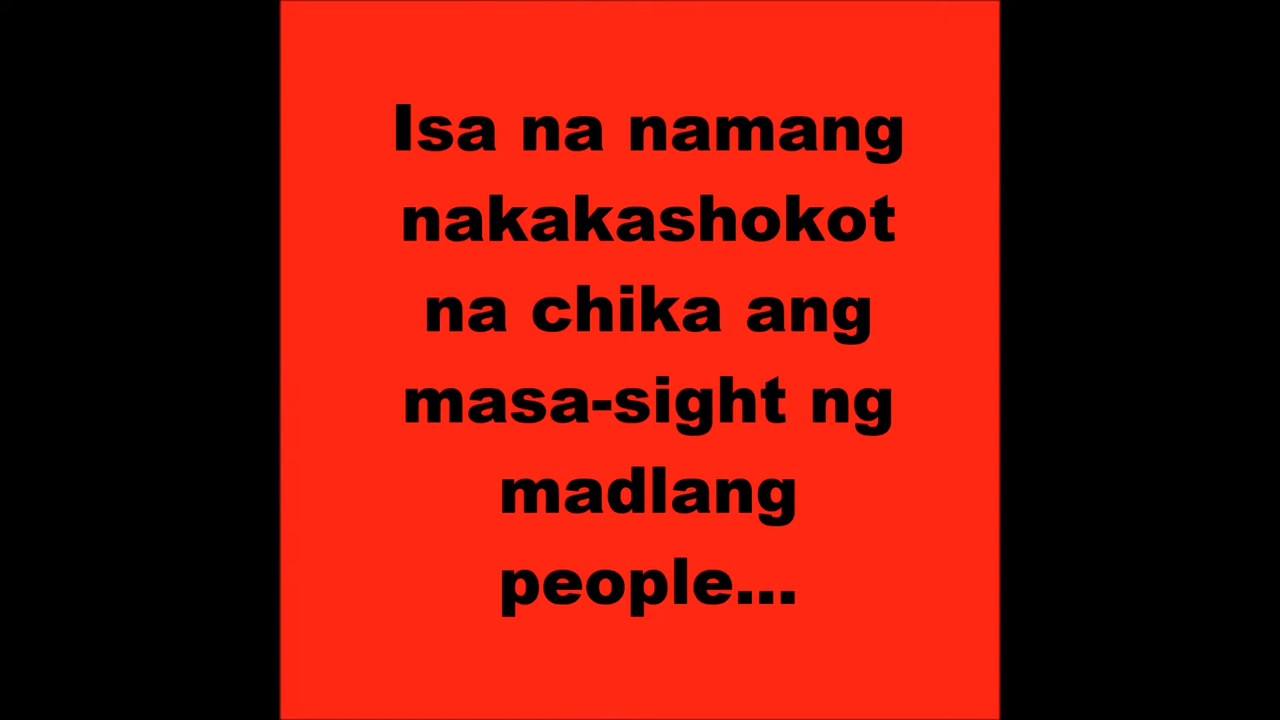 Isa na namang
nakakashokot
na chika ang
masa-sight ng
madlang
people...